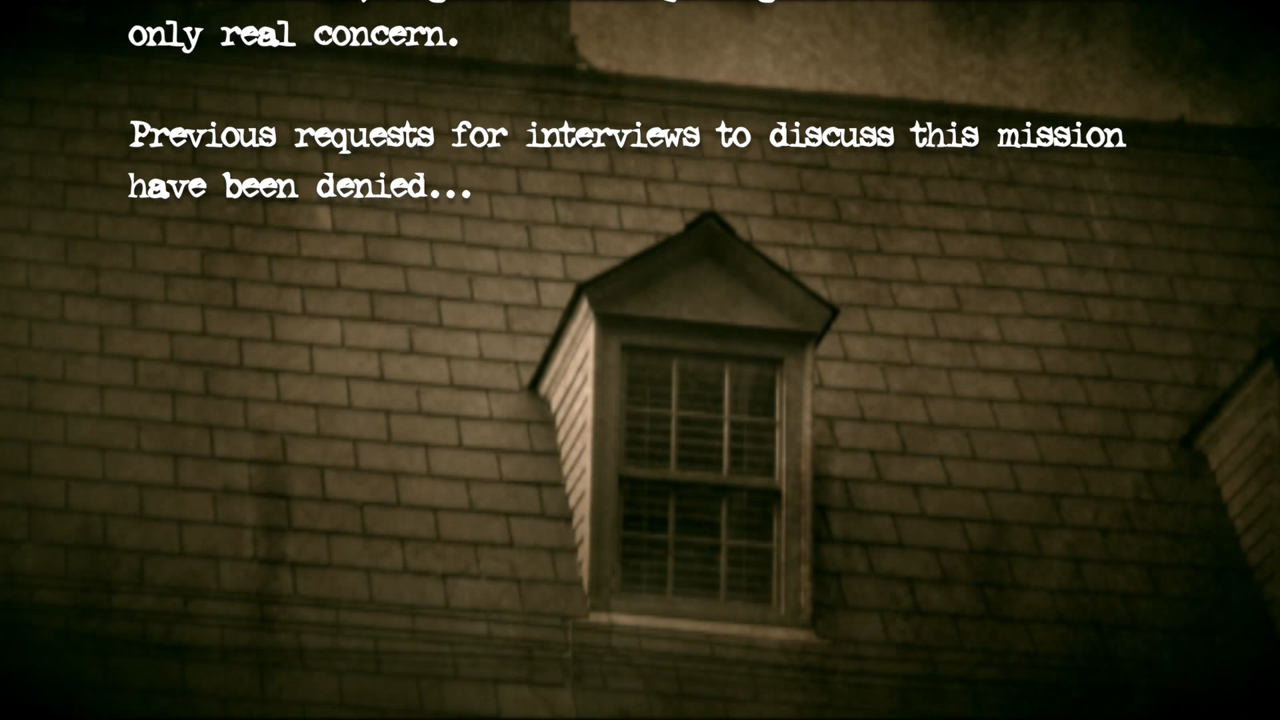 only real concern.
Previous requests for interviews to discuss this mission
have been denied...